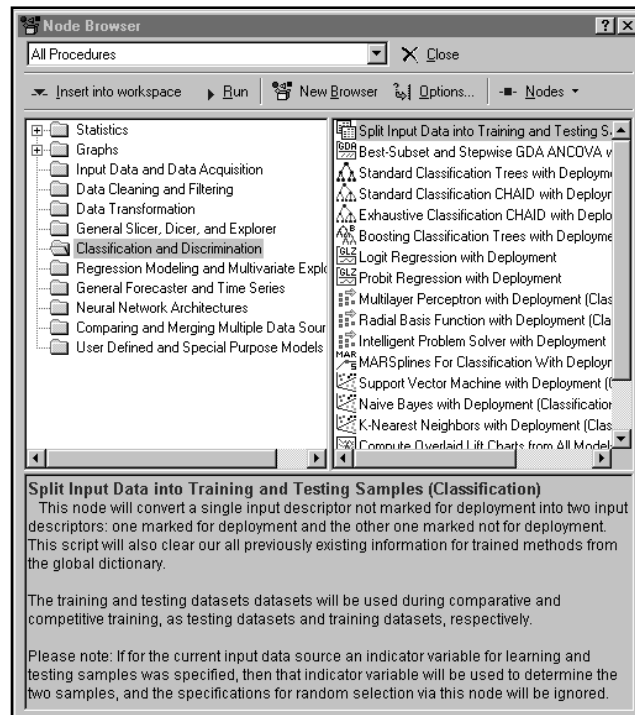 Node Browser
All Procedures
Close
Insert into workspace
Run
New Browser
Options...
Nodes
Statistics
Graphs
Input Data and Data Acquisition
Data Cleaning and Filtering
Data Transformation
General Slicer, Dicer, and Explorer
Classification and Discrimination
Regression Modeling and Multivariate Explo
General Forecaster and Time Series
Neural Network Architectures
Comparing and Merging Multiple Data Sour
User Defined and Special Purpose Models
Split Input Data into Training and Testing S
Best-Subset and Stepwise GDA ANCOVA w
Standard Classification Trees with Deployme
Standard Classification CHAID with Deployr
Exhaustive Classification CHAID with Deplo
Boosting Classification Trees with Deployme
Logit Regression with Deployment
Probit Regression with Deployment
Multilayer Perceptron with Deployment (Clas
Radial Basis Function with Deployment (Cla
Intelligent Problem Solver with Deployment
MARSplines For Classification With Deployr
Support Vector Machine with Deployment (
Naive Bayes with Deployment (Classification
K-Nearest Neighbors with Deployment (Clas
Compute Overlaid Lift Charts from All Model
Split Input Data into Training and Testing Samples (Classification)
This node will convert a single input descriptor not marked for deployment into two input
descriptors: one marked for deployment and the other one marked not for deployment.
This script will also clear our all previously existing information for trained methods from
the global dictionary.
The training and testing datasets datasets will be used during comparative and
competitive training, as testing datasets and training datasets, respectively.
Please note: If for the current input data source an indicator variable for learning and
testing samples was specified, then that indicator variable will be used to determine the
two samples, and the specifications for random selection via this node will be ignored.